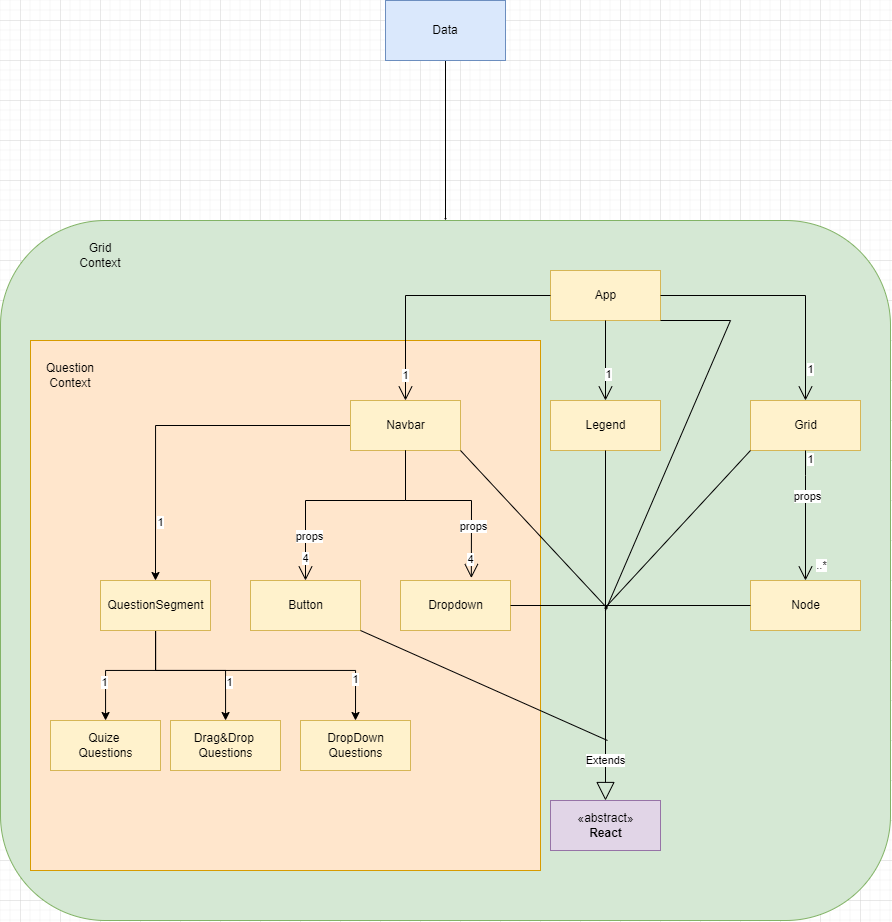 Data
Grid
Context
App
Question
Context
1
1
1
Navbar
Legend
Grid
1
props
1
props
props
4
4
..*
QuestionSegment
Button
Dropdown
Node
1
1
1
Quize
Questions
Drag&Drop
Questions
DropDown
Questions
Extends
«abstract»
React